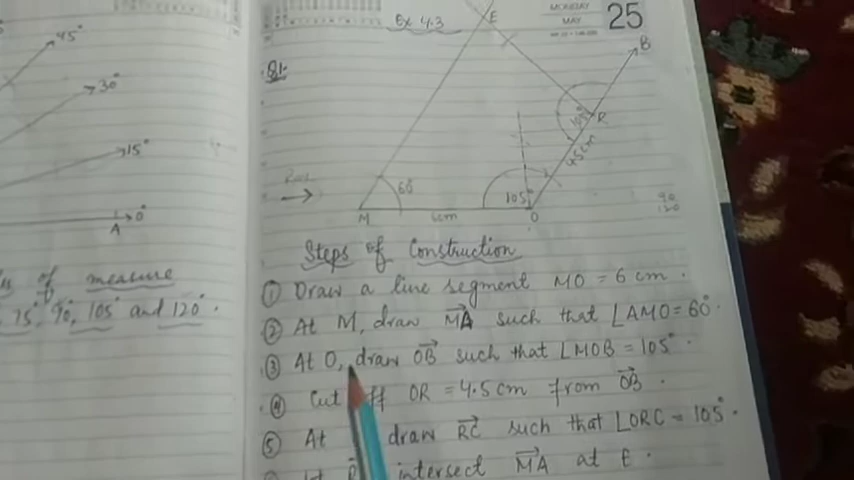 45°
30°
15°
0°
A
of measure
75°, 90°, 105° and 120°.
Ex 4.3
MONDAY
MAY
25
Q1.
E
B
105°
R
4.5cm
60°
105°
M
6cm
O
90
120
Steps of Construction
① Draw a line segment MO = 6 cm.
② At M, draw MA such that ∠AMO = 60°.
③ At O, draw OB such that ∠MOB = 105°.
④ Cut off OR = 4.5 cm from OB.
⑤ At draw RC such that ∠ORC = 105°.
intersect MA at E.